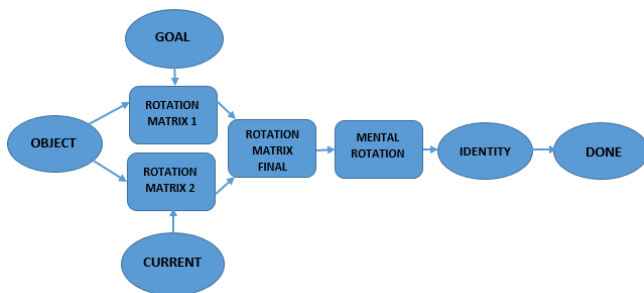 GOAL
ROTATION
MATRIX 1
OBJECT
ROTATION
MATRIX
FINAL
MENTAL
ROTATION
IDENTITY
DONE
ROTATION
MATRIX 2
CURRENT